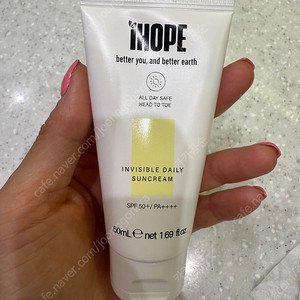 iHOPE
better you, and better earth
ALL DAY SAFE
HEAD TO TOE
INVISIBLE DAILY
SUNCREAM
SPF 50+/ PA++++
50mL ℮ net 1.69 fl.oz